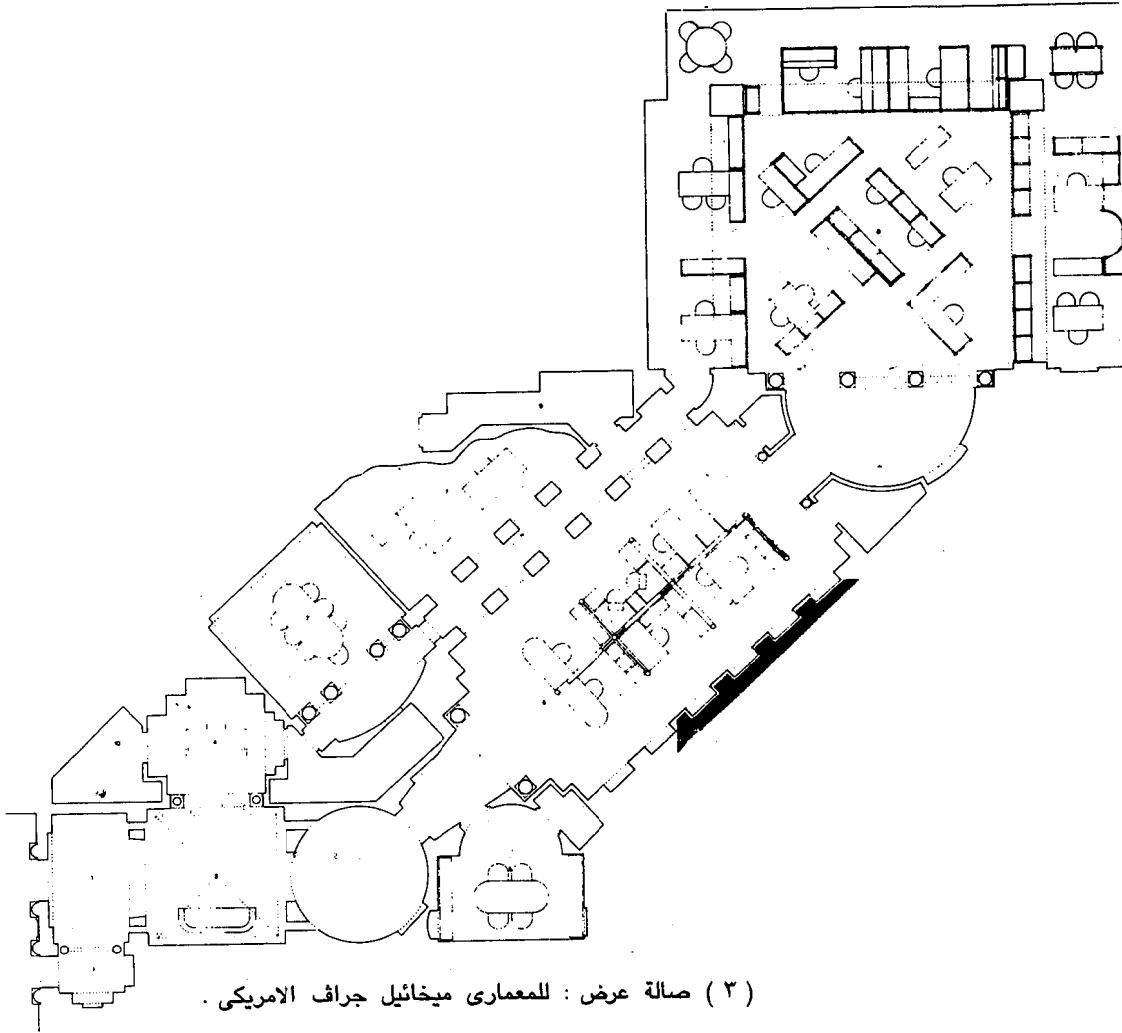 ( ٣ ) صالة عرض : للمعمارى ميخائيل جراف الامريكى .